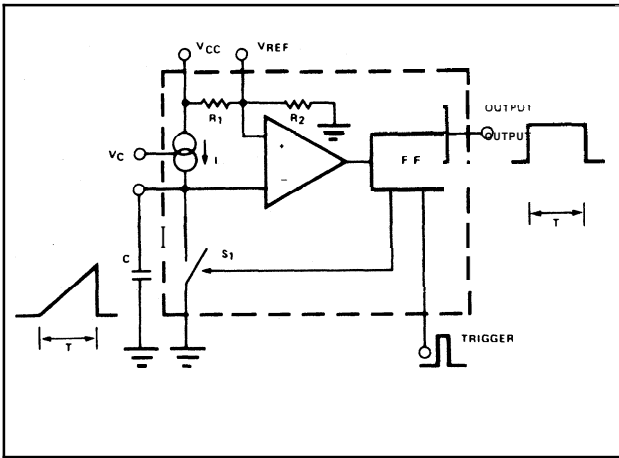 VCC VREF
R1 R2
OUTPUT
OUTPUT
VC I + F F
−
T
C S1
T
TRIGGER